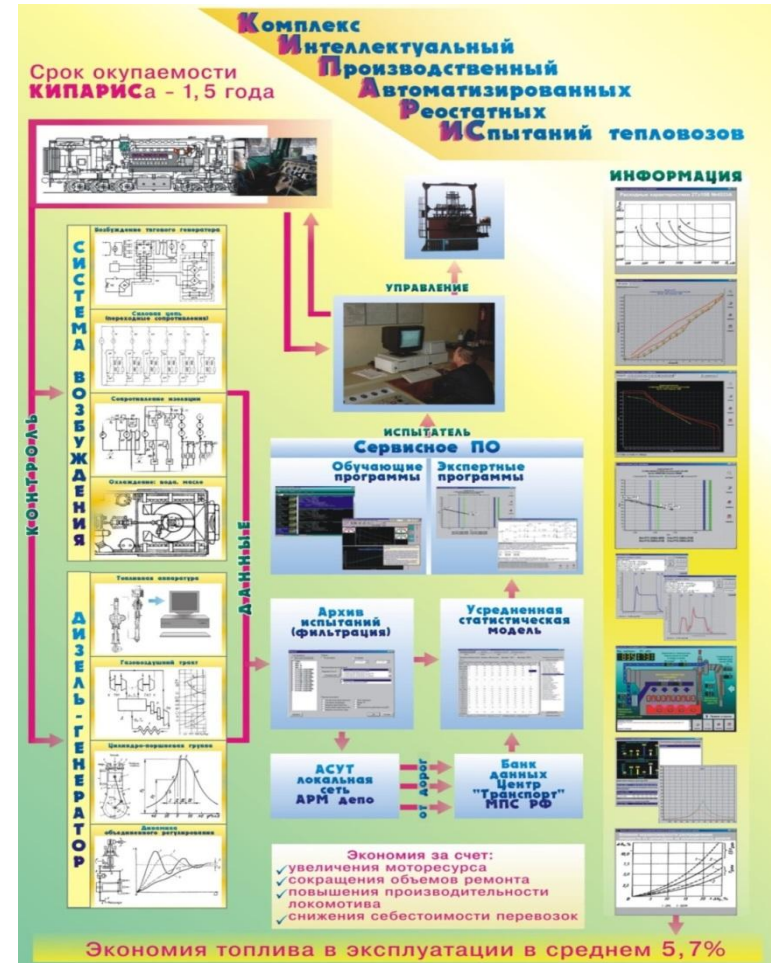 Комплекс
Интеллектуальный
Производственный
Автоматизированных
Реостатных
ИСпытаний тепловозов
Срок окупаемости
КИПАРИСа - 1,5 года
ИНФОРМАЦИЯ
КОНТРОЛЬ
СИСТЕМА ВОЗБУЖДЕНИЯ
Возбуждение тягового генератора
Силовая цепь
(переходные сопротивления)
Сопротивление изоляции
Охлаждение: вода, масло
ДИЗЕЛЬ-ГЕНЕРАТОР
Топливная аппаратура
Газовоздушный тракт
Цилиндро-поршневая группа
Динамика
объединенного регулирования
ДАННЫЕ
УПРАВЛЕНИЕ
ИСПЫТАТЕЛЬ
Сервисное ПО
Обучающие
программы
Экспертные
программы
Архив
испытаний
(фильтрация)
Усредненная
статистическая
модель
АСУТ
локальная
сеть
АРМ депо
от дорог
Банк
данных
Центр
"Транспорт"
МПС РФ
Экономия за счет:
увеличения моторесурса
сокращения объемов ремонта
повышения производительности
локомотива
снижения себестоимости перевозок
Экономия топлива в эксплуатации в среднем 5,7%